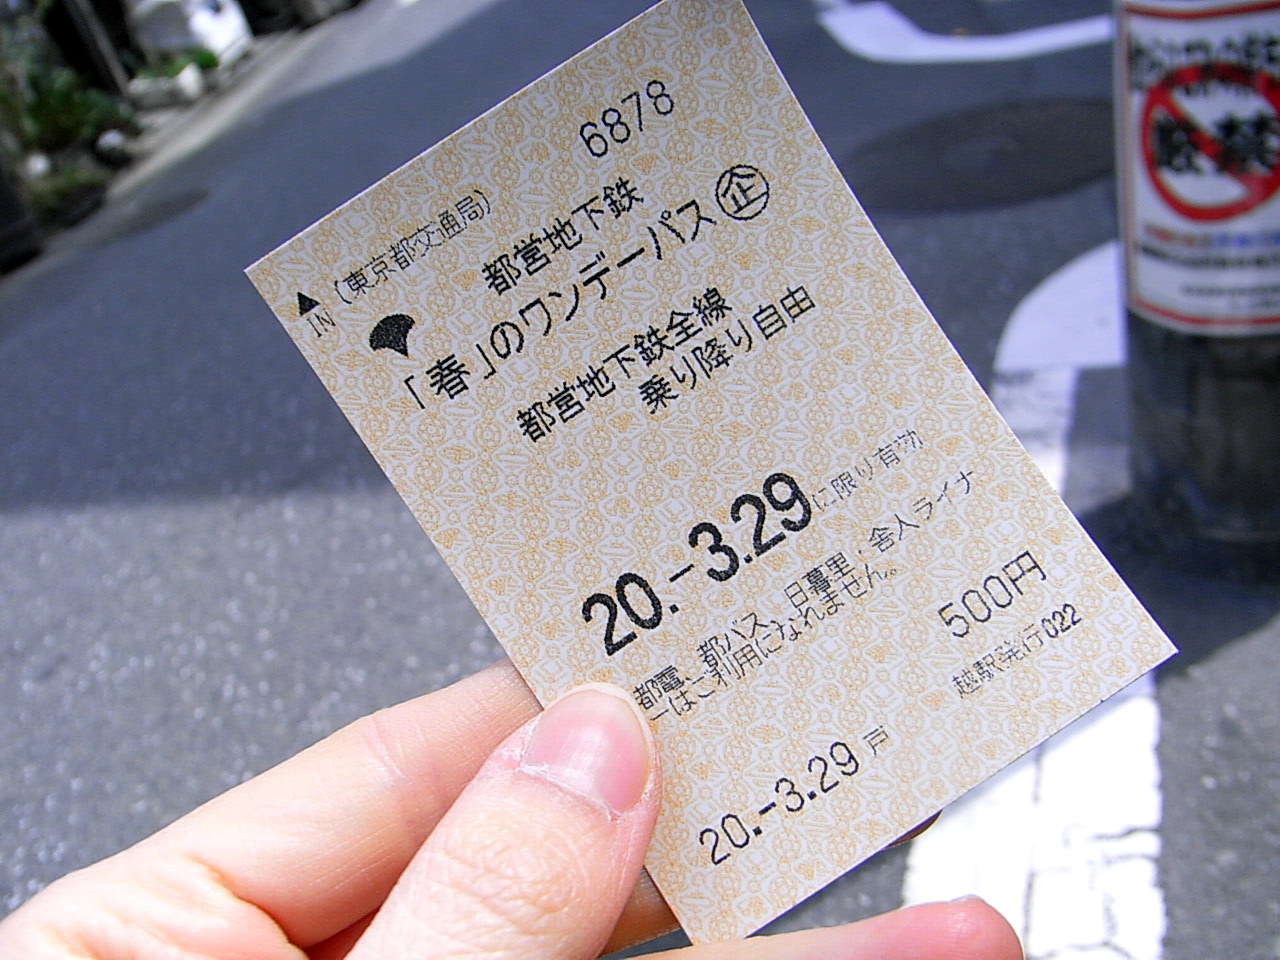 6878
IN (東京都交通局)
都営地下鉄
「春」のワンデーパス 企
都営地下鉄全線
乗り降り自由
20.-3.29に限り有効
都電、都バス、日暮里・舎人ライナ
ーはご利用になれません。
500円
20.-3.29 戸越駅発行022